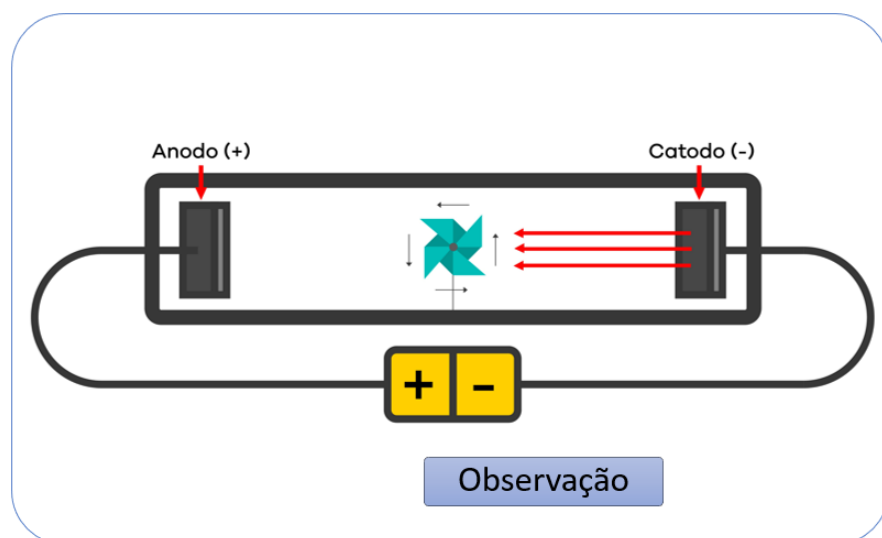 Anodo (+)
Catodo (-)
+ -
Observação